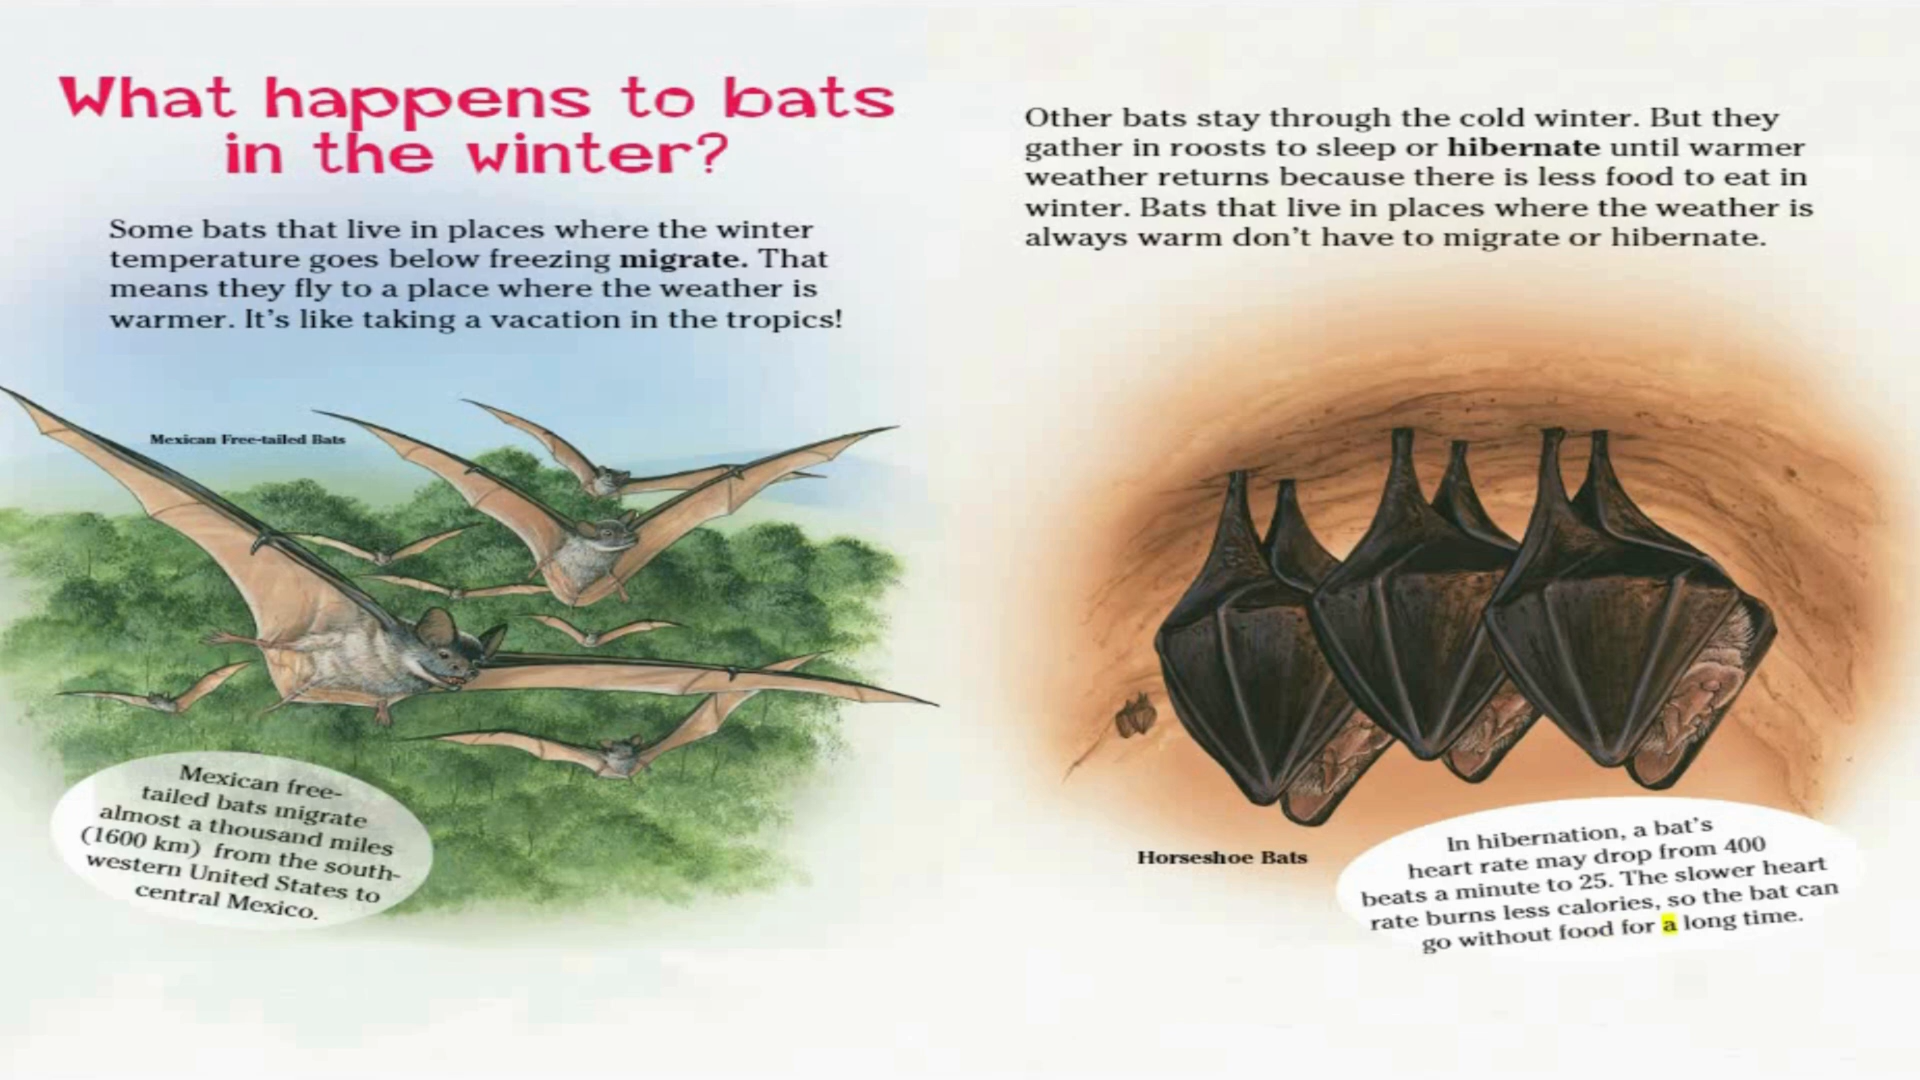 What happens to bats
in the winter?
Some bats that live in places where the winter
temperature goes below freezing migrate. That
means they fly to a place where the weather is
warmer. It's like taking a vacation in the tropics!
Mexican Free-tailed Bats
Mexican free-
tailed bats migrate
almost a thousand miles
(1600 km) from the south-
western United States to
central Mexico.
Other bats stay through the cold winter. But they
gather in roosts to sleep or hibernate until warmer
weather returns because there is less food to eat in
winter. Bats that live in places where the weather is
always warm don't have to migrate or hibernate.
Horseshoe Bats
In hibernation, a bat's
heart rate may drop from 400
beats a minute to 25. The slower heart
rate burns less calories, so the bat can
go without food for a long time.